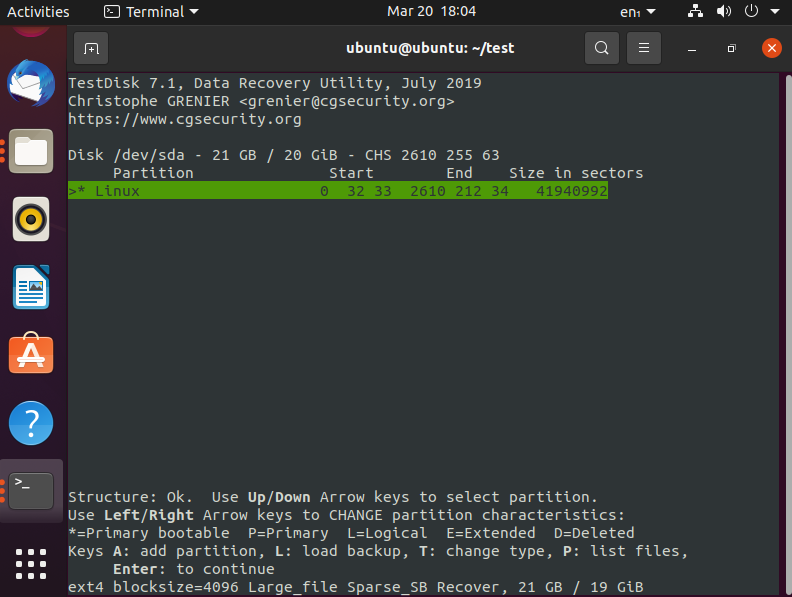 Activities Terminal Mar 20 18:04 en₁
ubuntu@ubuntu: ~/test
TestDisk 7.1, Data Recovery Utility, July 2019
Christophe GRENIER <grenier@cgsecurity.org>
https://www.cgsecurity.org
Disk /dev/sda - 21 GB / 20 GiB - CHS 2610 255 63
     Partition               Start        End    Size in sectors
>* Linux                    0  32 33  2610 212 34   41940992
Structure: Ok.  Use Up/Down Arrow keys to select partition.
Use Left/Right Arrow keys to CHANGE partition characteristics:
*=Primary bootable  P=Primary  L=Logical  E=Extended  D=Deleted
Keys A: add partition, L: load backup, T: change type, P: list files,
     Enter: to continue
ext4 blocksize=4096 Large_file Sparse_SB Recover, 21 GB / 19 GiB